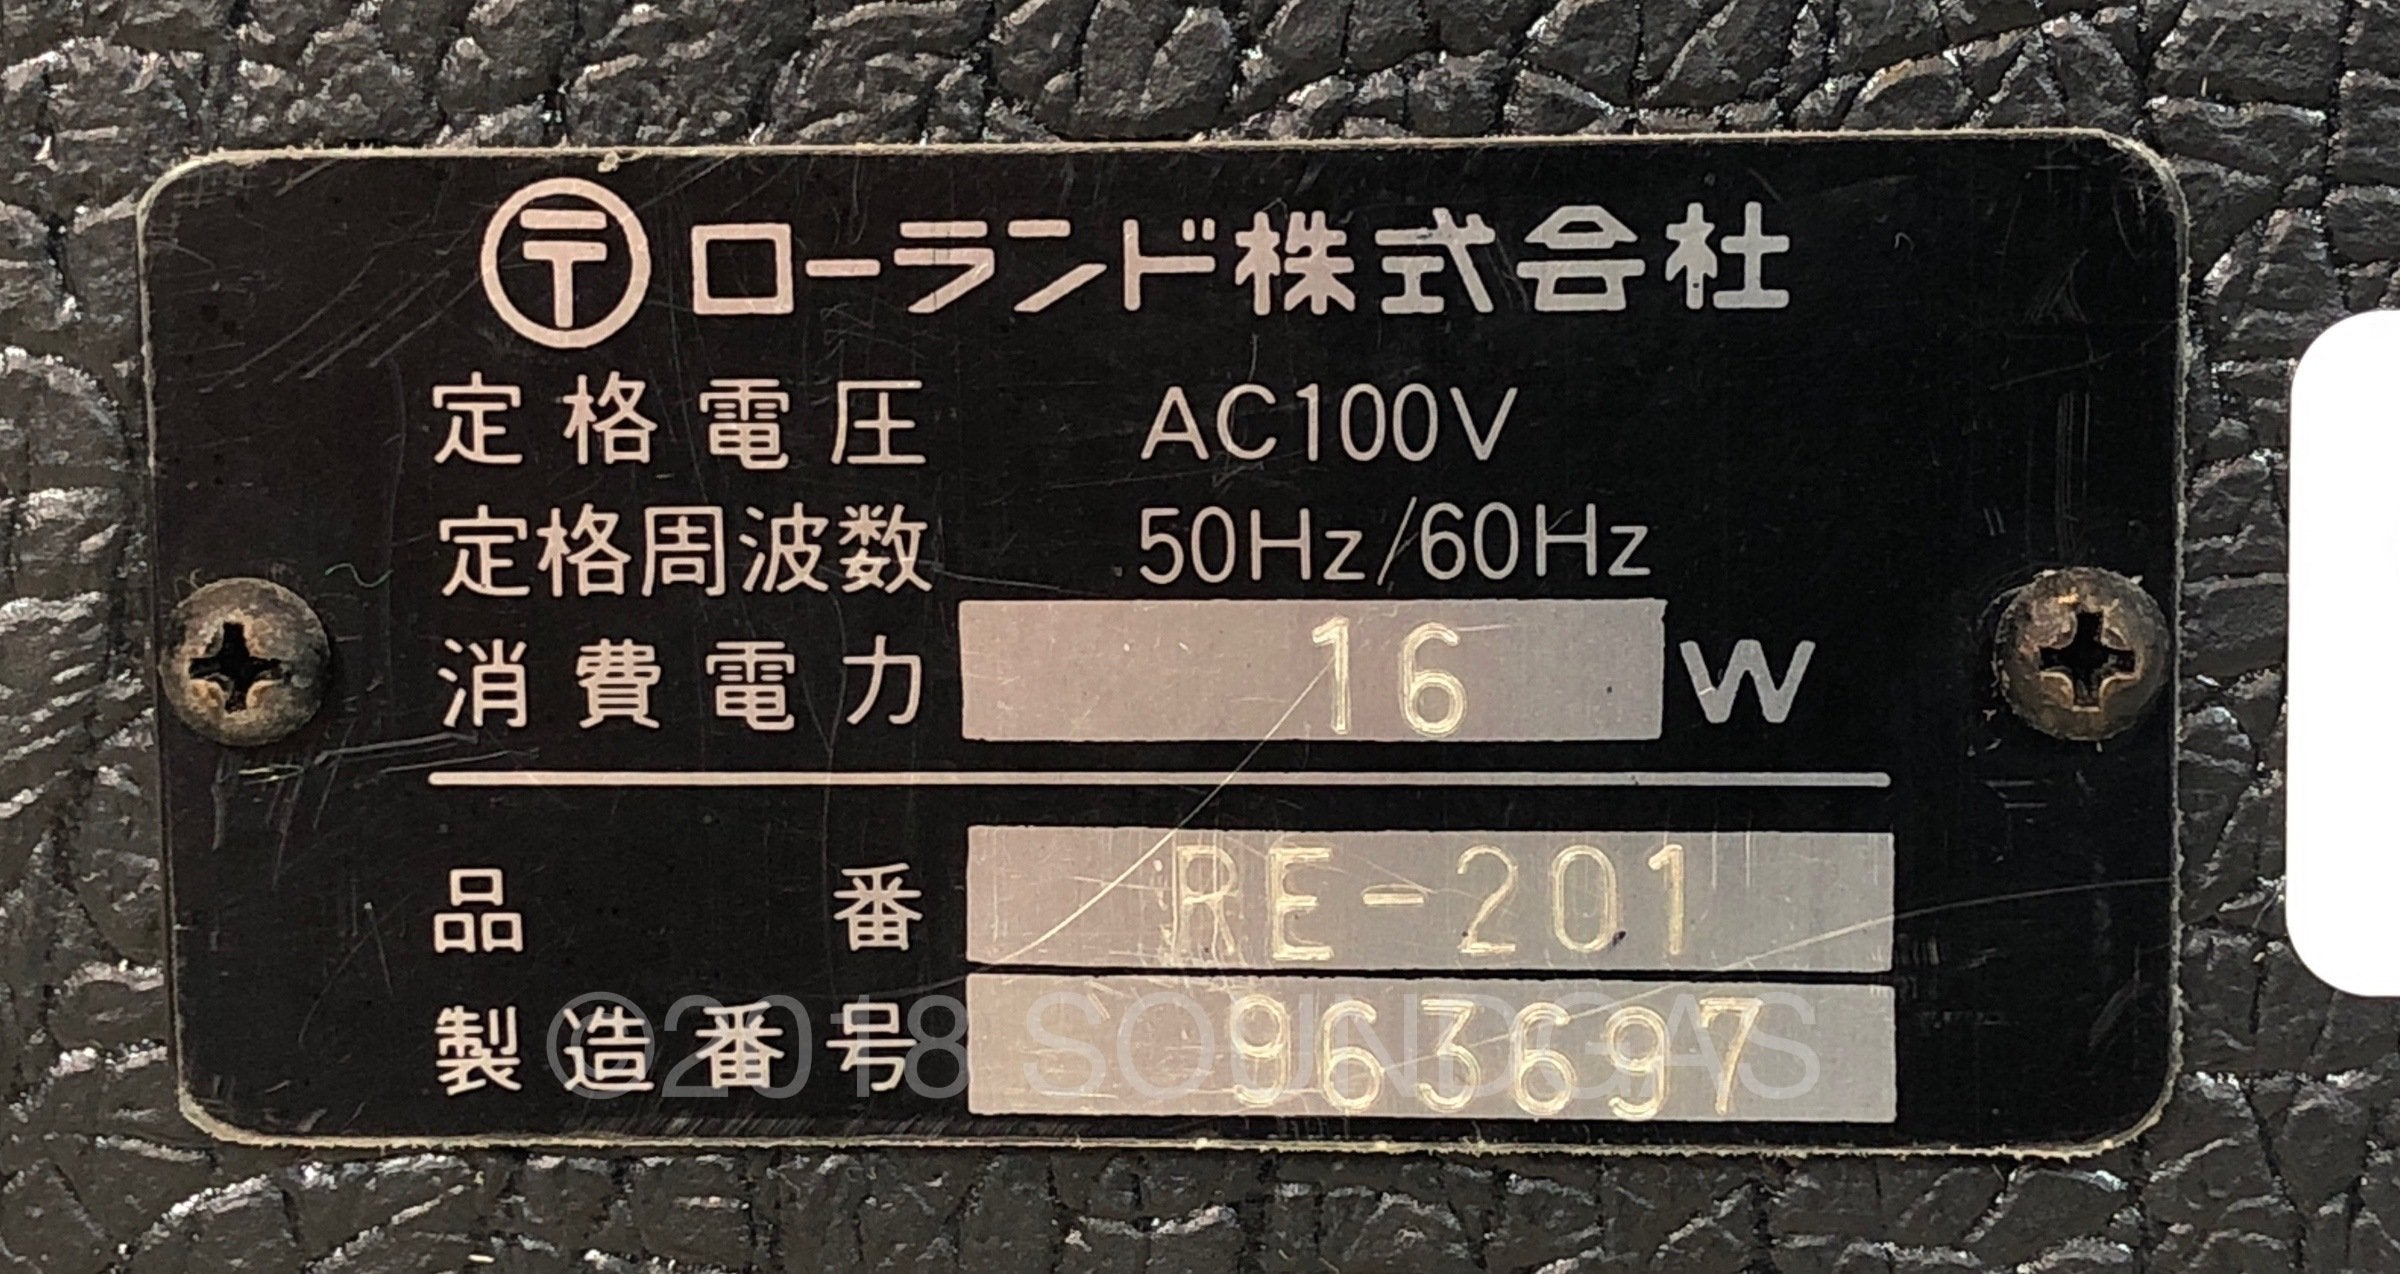 〒 ローランド株式会社
定格電圧 AC100V
定格周波数 50Hz/60Hz
消費電力 16 W
品番 RE-201
製造番号 963697
©2018 SOUNDGAS